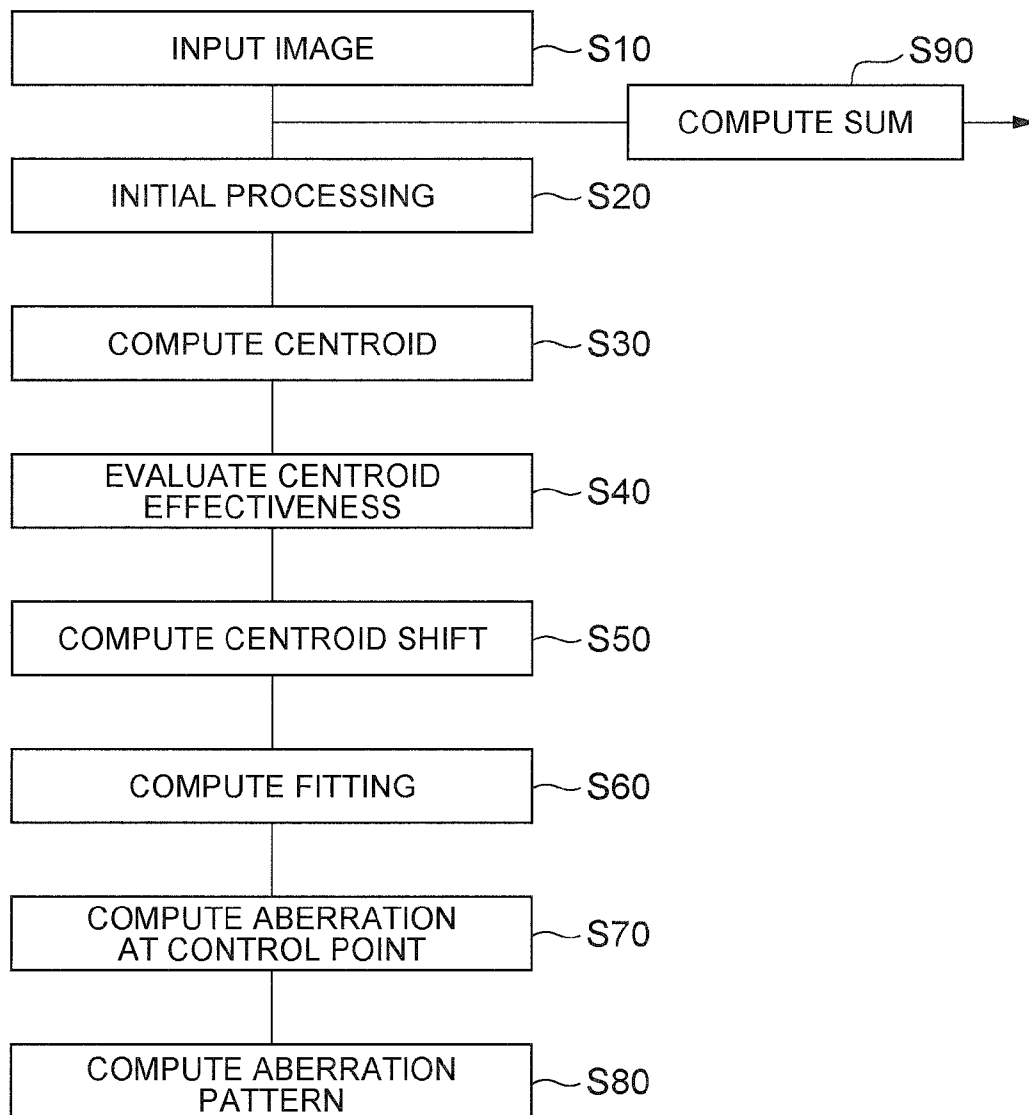 INPUT IMAGE
S10
S90
COMPUTE SUM
INITIAL PROCESSING
S20
COMPUTE CENTROID
S30
EVALUATE CENTROID
EFFECTIVENESS
S40
COMPUTE CENTROID SHIFT
S50
COMPUTE FITTING
S60
COMPUTE ABERRATION
AT CONTROL POINT
S70
COMPUTE ABERRATION
PATTERN
S80